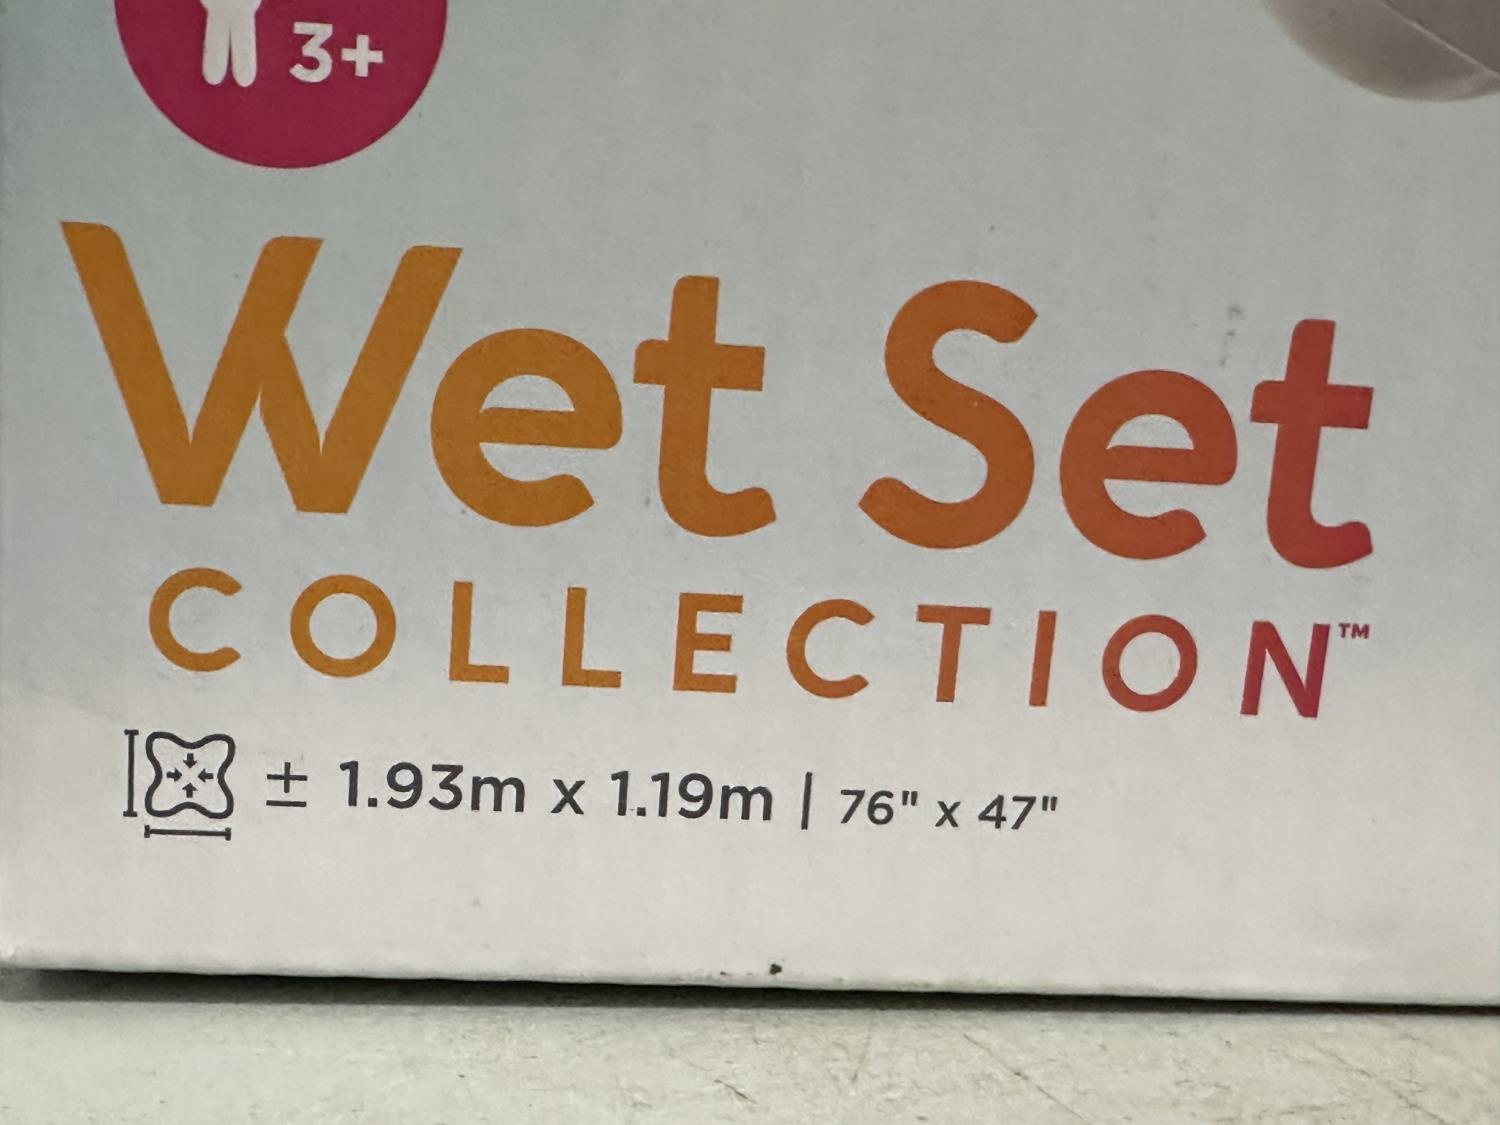 3+
Wet Set
COLLECTION™
± 1.93m x 1.19m | 76" x 47"